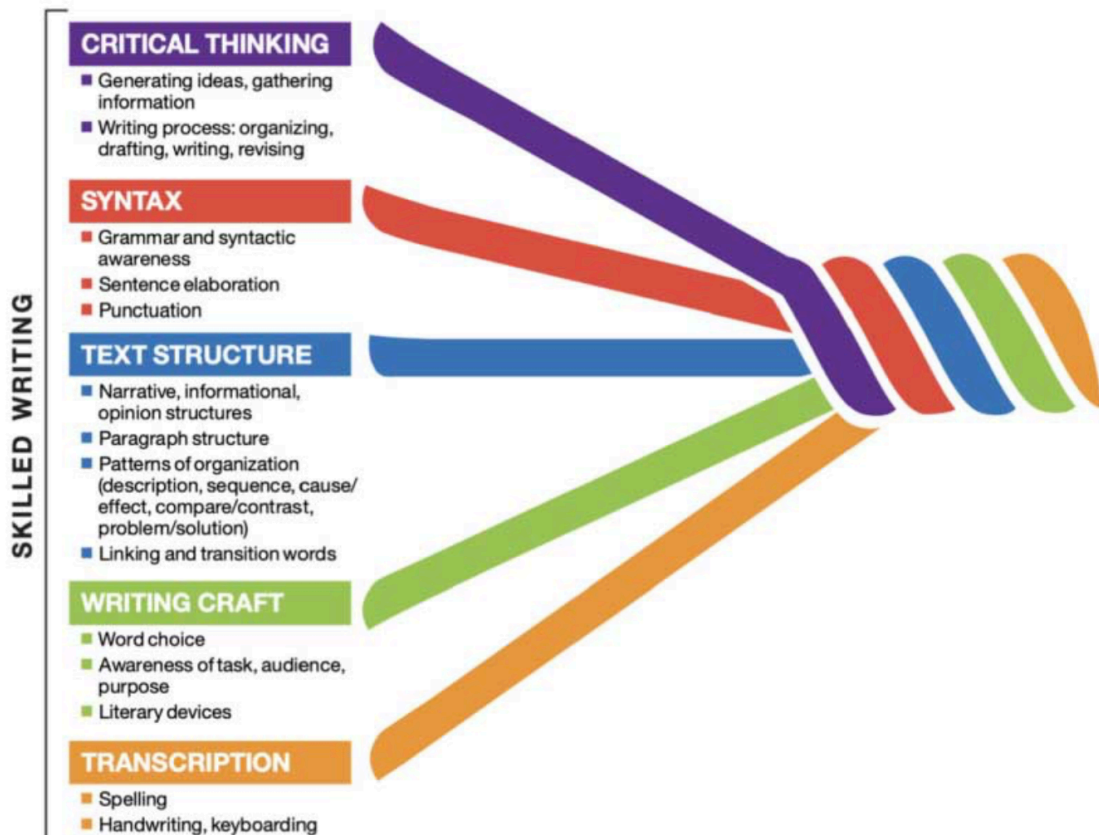 SKILLED WRITING
CRITICAL THINKING
Generating ideas, gathering
information
Writing process: organizing,
drafting, writing, revising
SYNTAX
Grammar and syntactic
awareness
Sentence elaboration
Punctuation
TEXT STRUCTURE
Narrative, informational,
opinion structures
Paragraph structure
Patterns of organization
(description, sequence, cause/
effect, compare/contrast,
problem/solution)
Linking and transition words
WRITING CRAFT
Word choice
Awareness of task, audience,
purpose
Literary devices
TRANSCRIPTION
Spelling
Handwriting, keyboarding